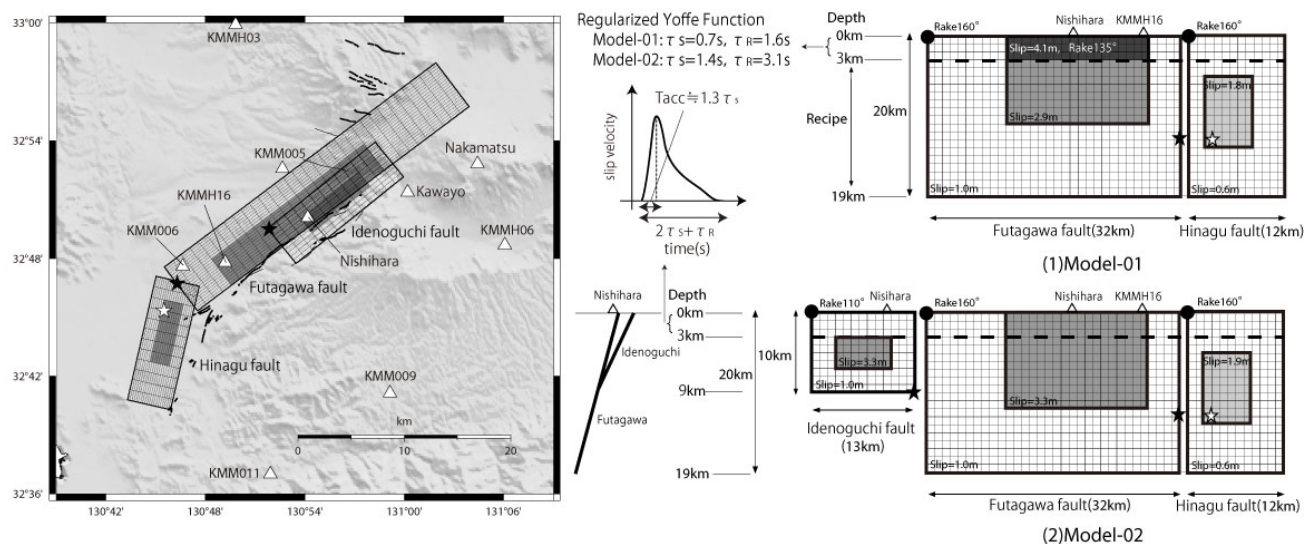 33°00'
32°54'
32°48'
32°42'
32°36'
130°42'
130°48'
130°54'
131°00'
131°06'
KMMH03
KMM005
Nakamatsu
KMMH16
Kawayo
KMM006
Idenoguchi fault
KMMH06
Nishihara
Futagawa fault
Hinagu fault
KMM009
km
0
10
20
KMM011
Regularized Yoffe Function
Model-01: τ S=0.7s, τ R=1.6s
Model-02: τ S=1.4s, τ R=3.1s
Tacc≒1.3 τ s
slip velocity
2 τ S+ τ R
time(s)
Depth
0km
3km
Recipe
19km
20km
Rake160°
Nishihara
KMMH16
Rake160°
Slip=4.1m, Rake135°
Slip=2.9m
Slip=1.0m
Slip=1.8m
Slip=0.6m
Futagawa fault(32km)
Hinagu fault(12km)
(1)Model-01
Nishihara
Depth
0km
3km
Idenoguchi
20km
9km
Futagawa
19km
10km
Rake110°
Nisihara
Slip=3.3m
Slip=1.0m
Idenoguchi fault
(13km)
Rake160°
Nishihara
KMMH16
Rake160°
Slip=3.3m
Slip=1.0m
Slip=1.9m
Slip=0.6m
Futagawa fault(32km)
Hinagu fault(12km)
(2)Model-02